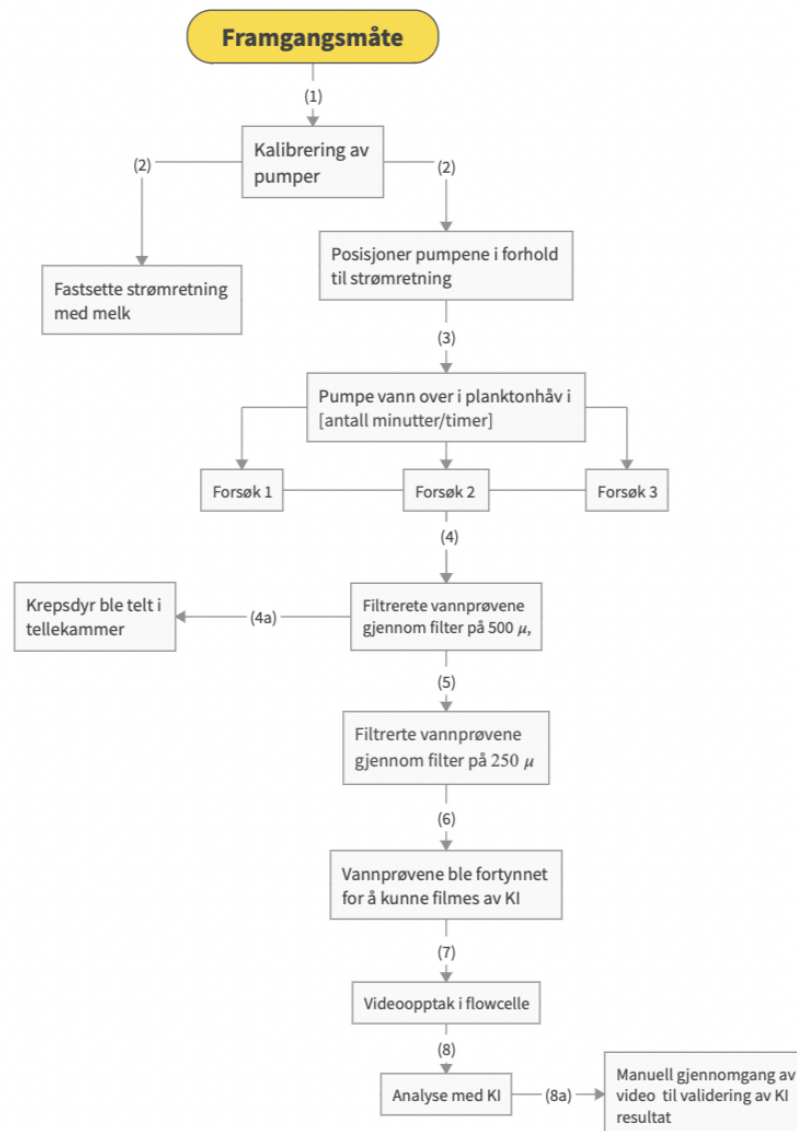 Framgangsmåte
(1)
Kalibrering av
pumper
(2)
(2)
Fastsette strømretning
med melk
Posisjoner pumpene i forhold
til strømretning
(3)
Pumpe vann over i planktonhåv i
[antall minutter/timer]
Forsøk 1
Forsøk 2
Forsøk 3
(4)
Filtrerete vannprøvene
gjennom filter på 500 μ,
(4a)
Krepsdyr ble telt i
tellekammer
(5)
Filtrerte vannprøvene
gjennom filter på 250 μ
(6)
Vannprøvene ble fortynnet
for å kunne filmes av KI
(7)
Videoopptak i flowcelle
(8)
Analyse med KI
(8a)
Manuell gjennomgang av
video til validering av KI
resultat